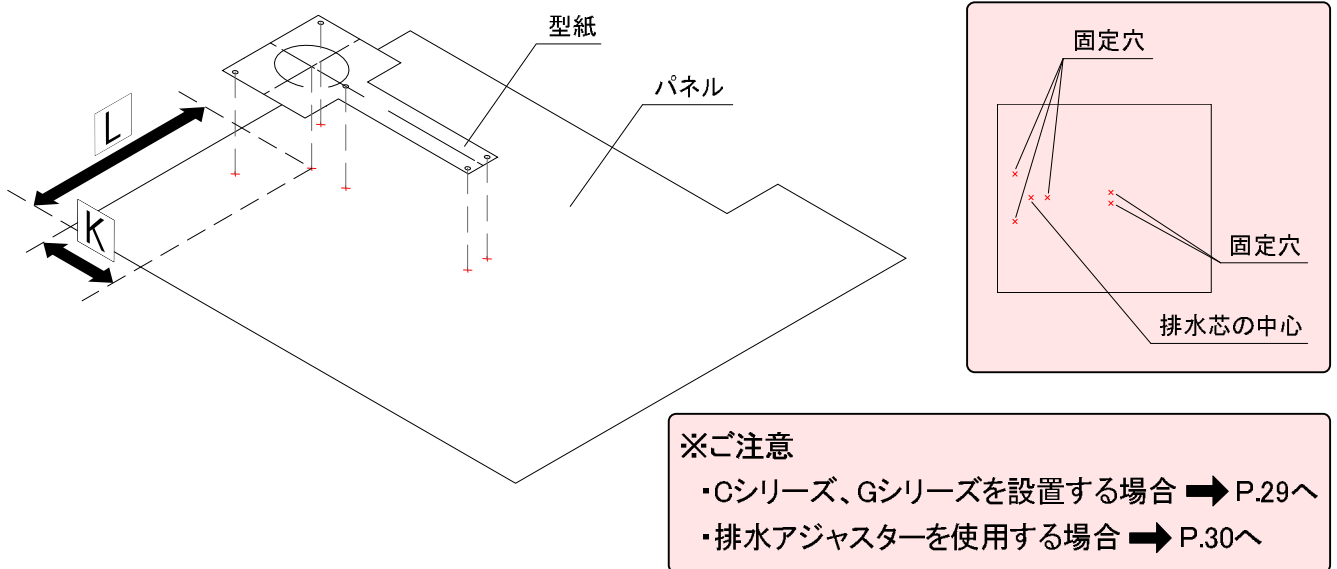 型紙
パネル
L
K
固定穴
固定穴
排水芯の中心
※ご注意
・Cシリーズ、Gシリーズを設置する場合 ➡ P.29へ
・排水アジャスターを使用する場合 ➡ P.30へ